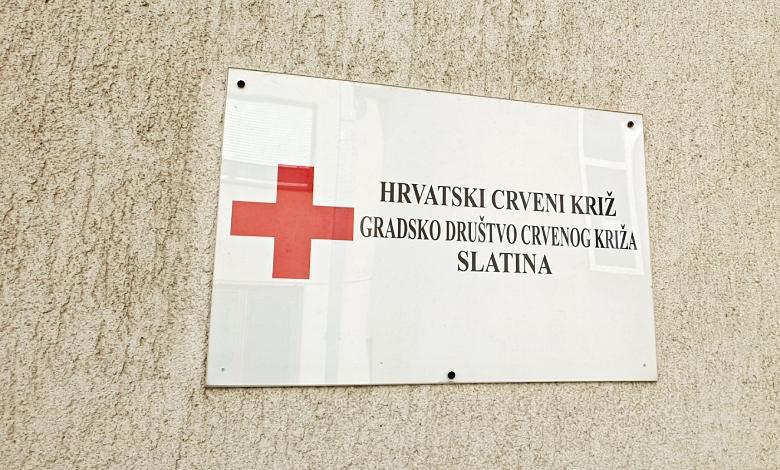 HRVATSKI CRVENI KRIŽ
GRADSKO DRUŠTVO CRVENOG KRIŽA
SLATINA